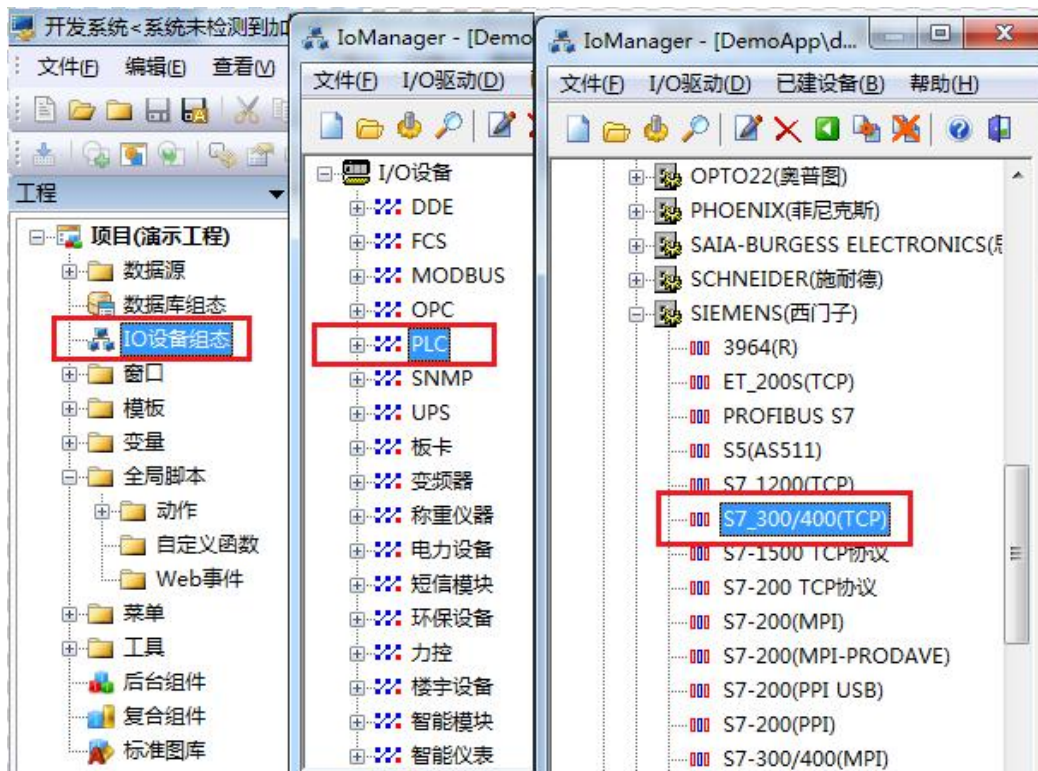 开发系统<系统未检测到加
文件(F) 编辑(E) 查看(V)
工程
项目(演示工程)
数据源
数据库组态
IO设备组态
窗口
模板
变量
全局脚本
动作
自定义函数
Web事件
菜单
工具
后台组件
复合组件
标准图库
IoManager - [Demo
文件(F) I/O驱动(D)
I/O设备
DDE
FCS
MODBUS
OPC
PLC
SNMP
UPS
板卡
变频器
称重仪器
电力设备
短信模块
环保设备
力控
楼宇设备
智能模块
智能仪表
IoManager - [DemoApp\d...
文件(F) I/O驱动(D) 已建设备(B) 帮助(H)
OPTO22(奥普图)
PHOENIX(菲尼克斯)
SAIA-BURGESS ELECTRONICS(
SCHNEIDER(施耐德)
SIEMENS(西门子)
3964(R)
ET_200S(TCP)
PROFIBUS S7
S5(AS511)
S7_1200(TCP)
S7_300/400(TCP)
S7-1500 TCP协议
S7-200 TCP协议
S7-200(MPI)
S7-200(MPI-PRODAVE)
S7-200(PPI USB)
S7-200(PPI)
S7-300/400(MPI)